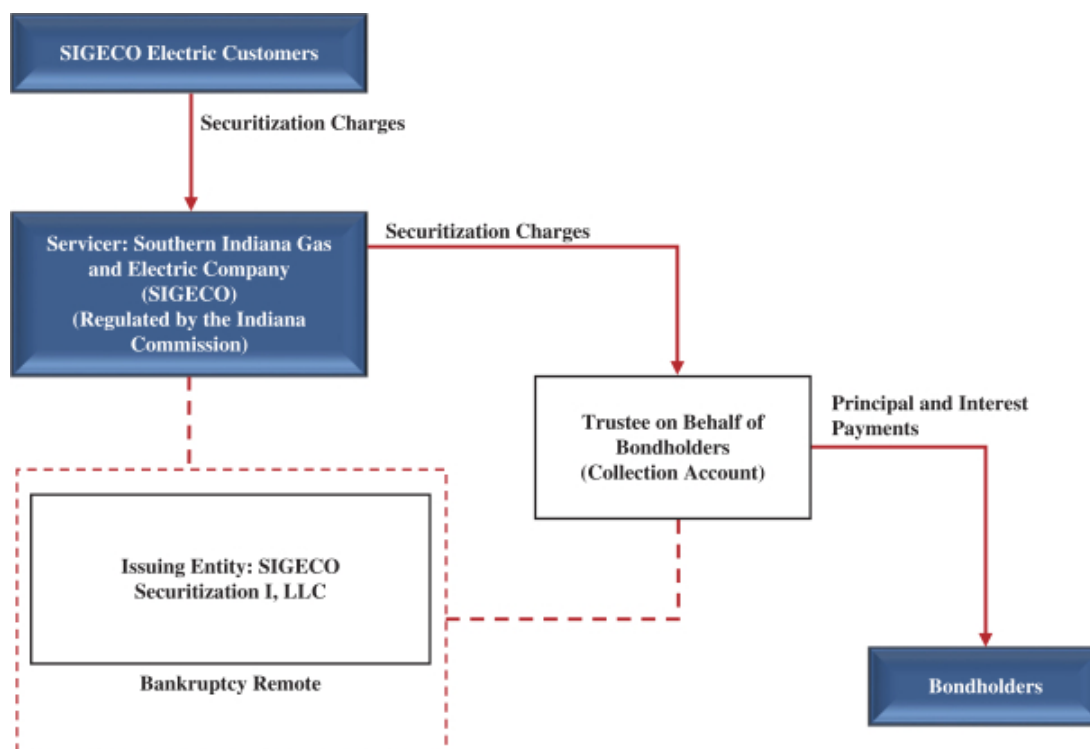 SIGECO Electric Customers
Securitization Charges
Servicer: Southern Indiana Gas
and Electric Company
(SIGECO)
(Regulated by the Indiana
Commission)
Securitization Charges
Trustee on Behalf of
Bondholders
(Collection Account)
Principal and Interest
Payments
Issuing Entity: SIGECO
Securitization I, LLC
Bankruptcy Remote
Bondholders